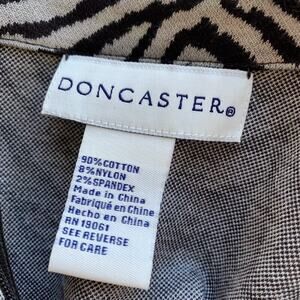 DONCASTER®
90% COTTON
8% NYLON
2% SPANDEX
Made in China
Fabriqué en Chine
Hecho en China
RN 19061
SEE REVERSE
FOR CARE